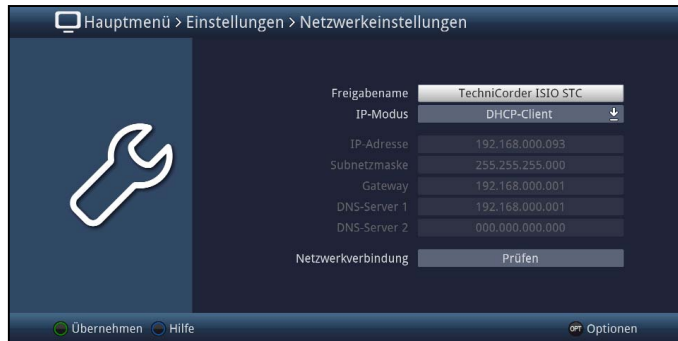 Hauptmenü > Einstellungen > Netzwerkeinstellungen
Freigabename TechniCorder ISIO STC
IP-Modus DHCP-Client
IP-Adresse 192.168.000.093
Subnetzmaske 255.255.255.000
Gateway 192.168.000.001
DNS-Server 1 192.168.000.001
DNS-Server 2 000.000.000.000
Netzwerkverbindung Prüfen
Übernehmen Hilfe OPT Optionen